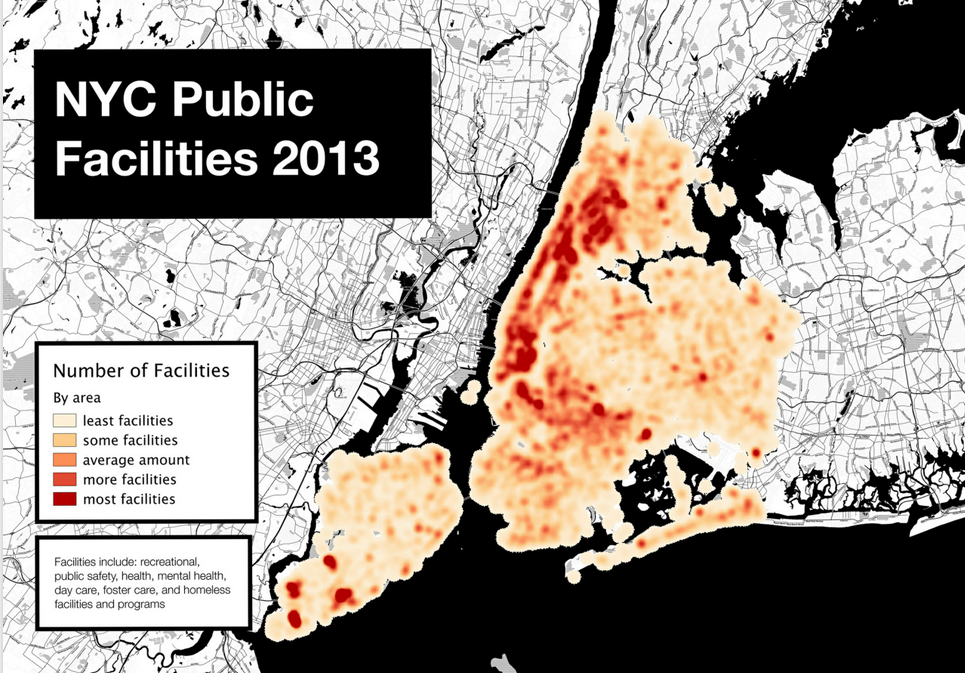 NYC Public
Facilities 2013
Number of Facilities
By area
least facilities
some facilities
average amount
more facilities
most facilities
Facilities include: recreational,
public safety, health, mental health,
day care, foster care, and homeless
facilities and programs